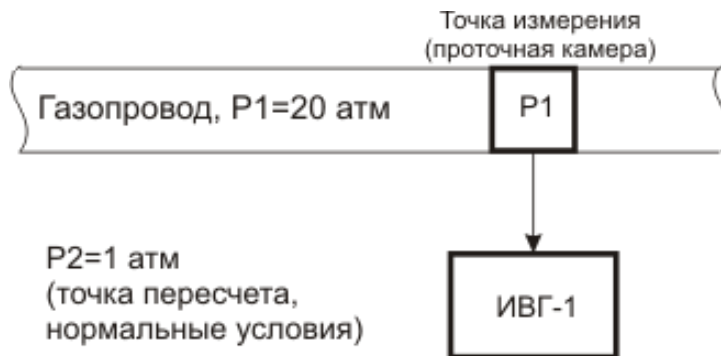 Точка измерения
(проточная камера)
Газопровод, P1=20 атм
P1
P2=1 атм
(точка пересчета,
нормальные условия)
ИВГ-1